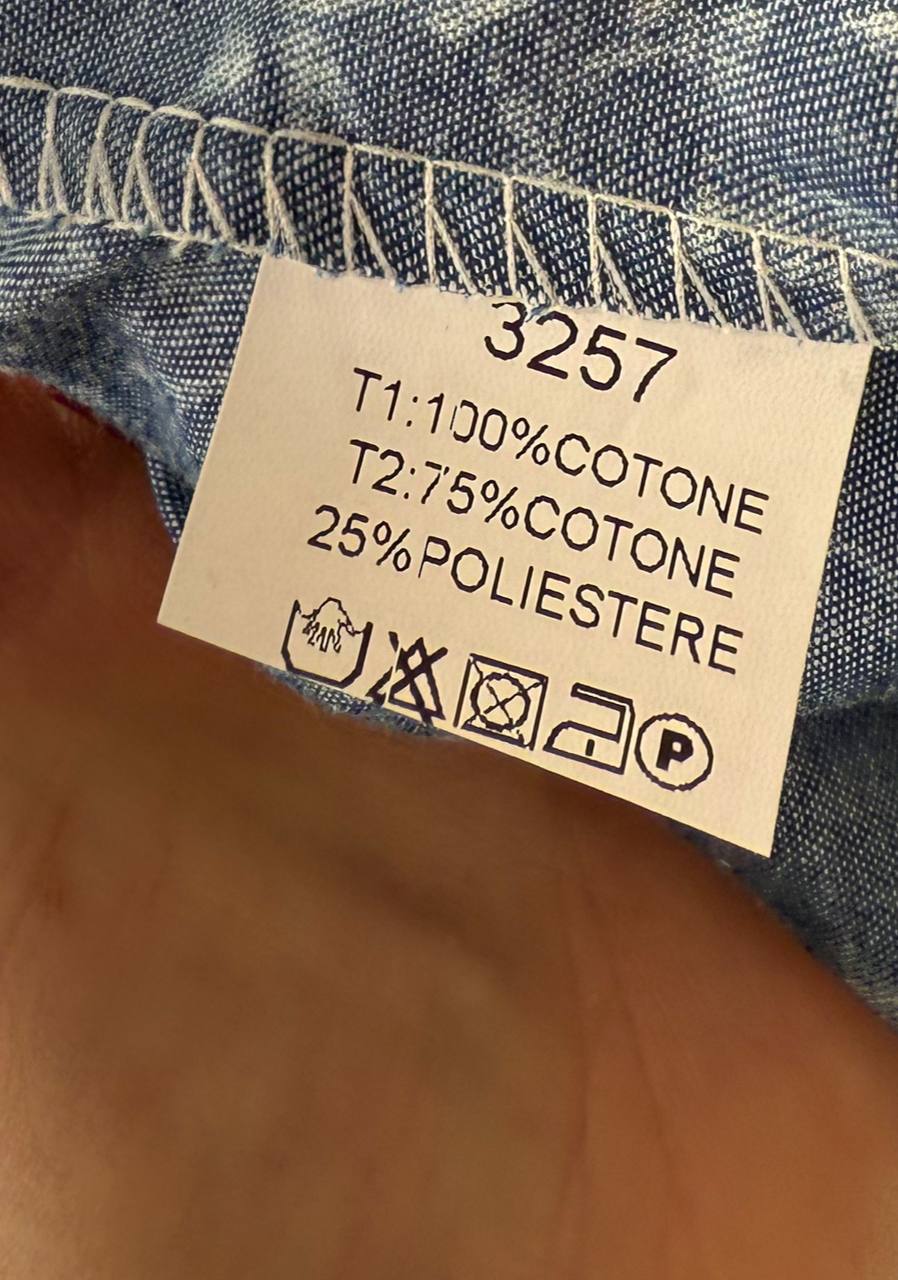 3257
T1:100%COTONE
T2:75%COTONE
25%POLIESTERE
P